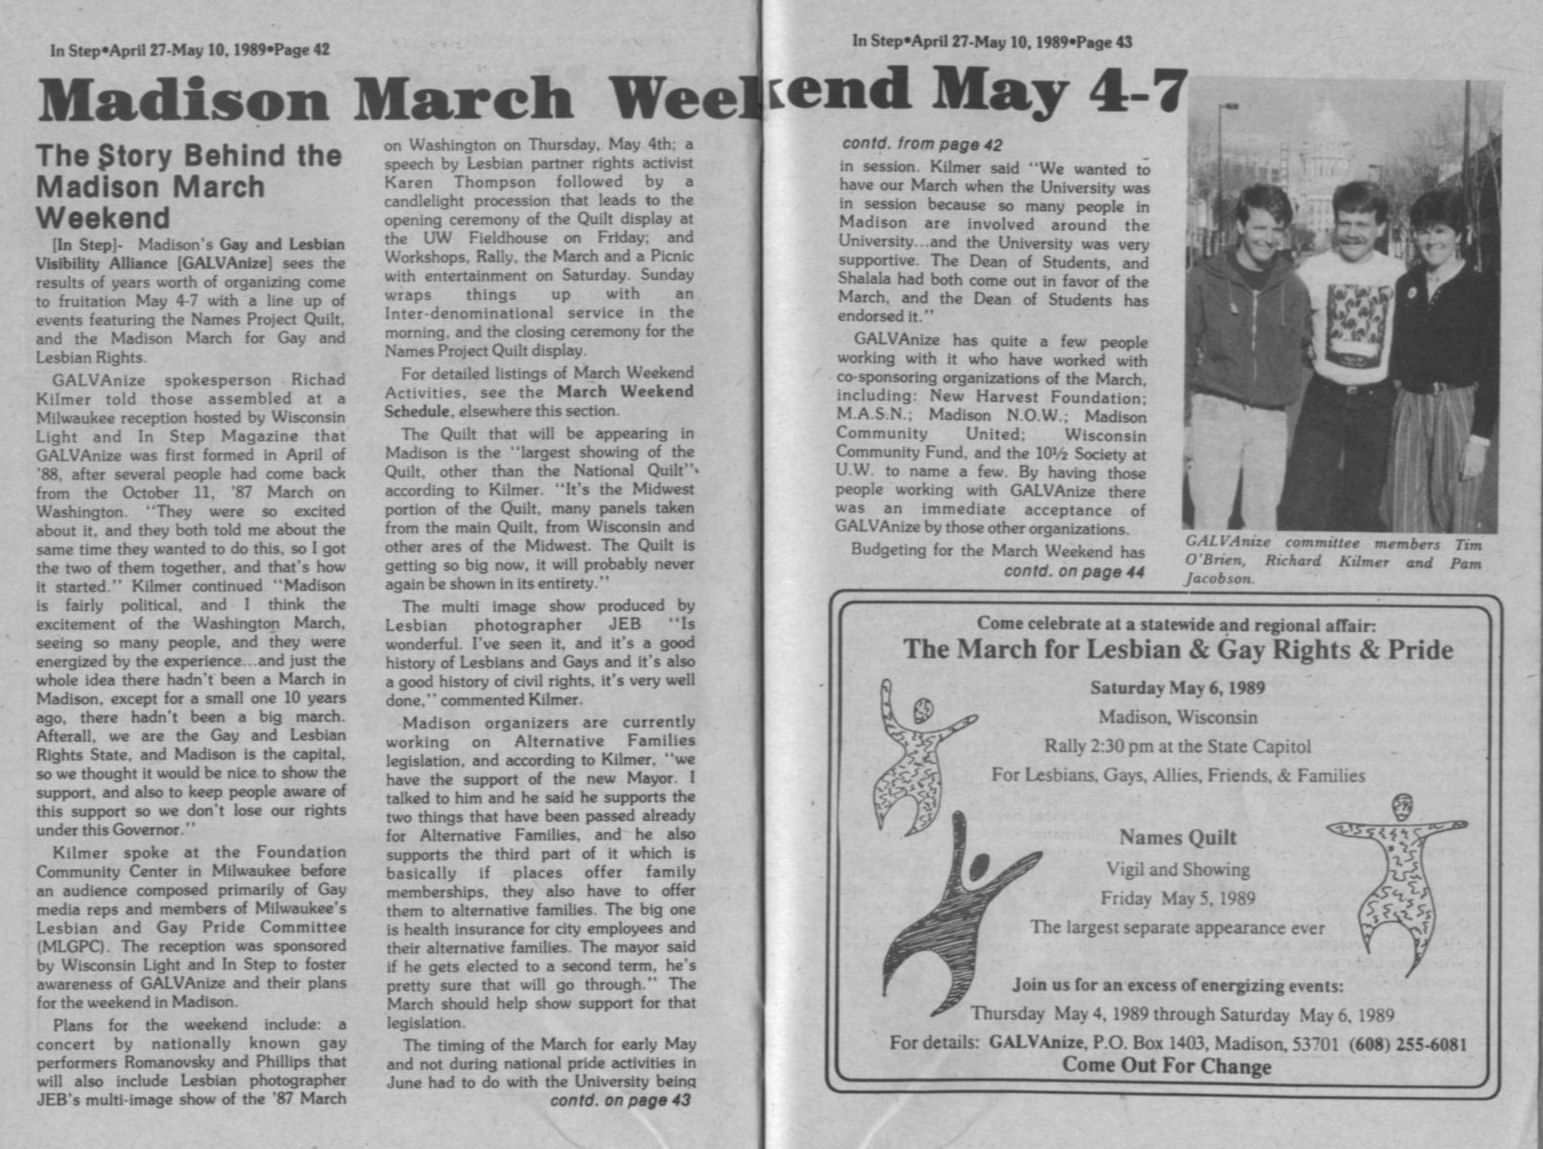 In Step•April 27-May 10, 1989•Page 42
Madison March Weekend May 4-7
The Story Behind the
Madison March
Weekend
[In Step]- Madison's Gay and Lesbian
Visibility Alliance [GALVAnize] sees the
results of years worth of organizing come
to fruitation May 4-7 with a line up of
events featuring the Names Project Quilt,
and the Madison March for Gay and
Lesbian Rights.
GALVAnize spokesperson Richad
Kilmer told those assembled at a
Milwaukee reception hosted by Wisconsin
Light and In Step Magazine that
GALVAnize was first formed in April of
'88, after several people had come back
from the October 11, '87 March on
Washington. "They were so excited
about it, and they both told me about the
same time they wanted to do this, so I got
the two of them together, and that's how
it started." Kilmer continued "Madison
is fairly political, and I think the
excitement of the Washington March,
seeing so many people, and they were
energized by the experience...and just the
whole idea there hadn't been a March in
Madison, except for a small one 10 years
ago, there hadn't been a big march.
Afterall, we are the Gay and Lesbian
Rights State, and Madison is the capital,
so we thought it would be nice to show the
support, and also to keep people aware of
this support so we don't lose our rights
under this Governor."
Kilmer spoke at the Foundation
Community Center in Milwaukee before
an audience composed primarily of Gay
media reps and members of Milwaukee's
Lesbian and Gay Pride Committee
(MLGPC). The reception was sponsored
by Wisconsin Light and In Step to foster
awareness of GALVAnize and their plans
for the weekend in Madison.
Plans for the weekend include: a
concert by nationally known gay
performers Romanovsky and Phillips that
will also include Lesbian photographer
JEB's multi-image show of the '87 March
on Washington on Thursday, May 4th; a
speech by Lesbian partner rights activist
Karen Thompson followed by a
candlelight procession that leads to the
opening ceremony of the Quilt display at
the UW Fieldhouse on Friday; and
Workshops, Rally, the March and a Picnic
with entertainment on Saturday. Sunday
wraps things up with an
Inter-denominational service in the
morning, and the closing ceremony for the
Names Project Quilt display.
For detailed listings of March Weekend
Activities, see the March Weekend
Schedule, elsewhere this section.
The Quilt that will be appearing in
Madison is the "largest showing of the
Quilt, other than the National Quilt",
according to Kilmer. "It's the Midwest
portion of the Quilt, many panels taken
from the main Quilt, from Wisconsin and
other ares of the Midwest. The Quilt is
getting so big now, it will probably never
again be shown in its entirety."
The multi image show produced by
Lesbian photographer JEB "Is
wonderful. I've seen it, and it's a good
history of Lesbians and Gays and it's also
a good history of civil rights, it's very well
done," commented Kilmer.
Madison organizers are currently
working on Alternative Families
legislation, and according to Kilmer, "we
have the support of the new Mayor. I
talked to him and he said he supports the
two things that have been passed already
for Alternative Families, and he also
supports the third part of it which is
basically if places offer family
memberships, they also have to offer
them to alternative families. The big one
is health insurance for city employees and
their alternative families. The mayor said
if he gets elected to a second term, he's
pretty sure that will go through." The
March should help show support for that
legislation.
The timing of the March for early May
and not during national pride activities in
June had to do with the University being
contd. on page 43
In Step•April 27-May 10, 1989•Page 43
contd. from page 42
in session. Kilmer said "We wanted to
have our March when the University was
in session because so many people in
Madison are involved around the
University...and the University was very
supportive. The Dean of Students, and
Shalala had both come out in favor of the
March, and the Dean of Students has
endorsed it."
GALVAnize has quite a few people
working with it who have worked with
co-sponsoring organizations of the March,
including: New Harvest Foundation;
M.A.S.N.; Madison N.O.W.; Madison
Community United; Wisconsin
Community Fund, and the 10½ Society at
U.W. to name a few. By having those
people working with GALVAnize there
was an immediate acceptance of
GALVAnize by those other organizations.
Budgeting for the March Weekend has
contd. on page 44
GALVAnize committee members Tim
O'Brien, Richard Kilmer and Pam
Jacobson.
Come celebrate at a statewide and regional affair:
The March for Lesbian & Gay Rights & Pride
Saturday May 6, 1989
Madison, Wisconsin
Rally 2:30 pm at the State Capitol
For Lesbians, Gays, Allies, Friends, & Families
Names Quilt
Vigil and Showing
Friday May 5, 1989
The largest separate appearance ever
Join us for an excess of energizing events:
Thursday May 4, 1989 through Saturday May 6, 1989
For details: GALVAnize, P.O. Box 1403, Madison, 53701 (608) 255-6081
Come Out For Change